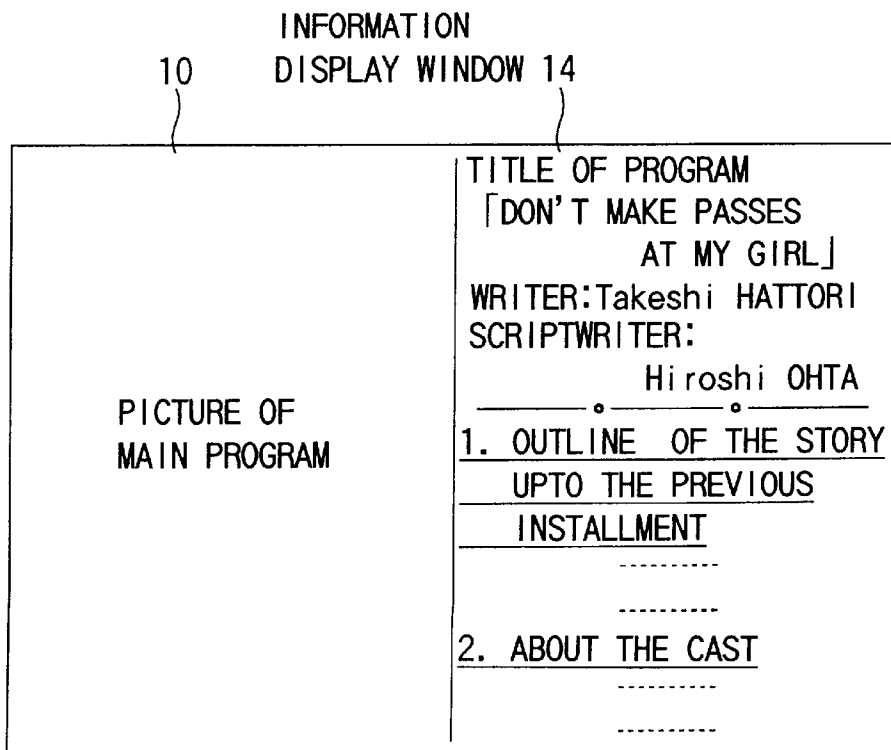 INFORMATION
10 DISPLAY WINDOW 14
TITLE OF PROGRAM
「DON'T MAKE PASSES
AT MY GIRL」
WRITER:Takeshi HATTORI
SCRIPTWRITER:
Hiroshi OHTA
PICTURE OF
MAIN PROGRAM
1. OUTLINE OF THE STORY
UPTO THE PREVIOUS
INSTALLMENT
2. ABOUT THE CAST